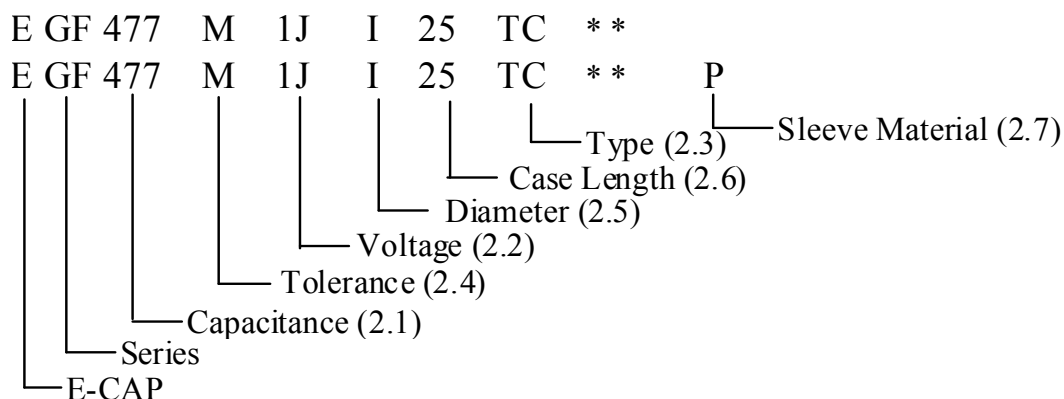 E GF 477 M 1J I 25 TC * *
E GF 477 M 1J I 25 TC * * P
Sleeve Material (2.7)
Type (2.3)
Case Length (2.6)
Diameter (2.5)
Voltage (2.2)
Tolerance (2.4)
Capacitance (2.1)
Series
E-CAP